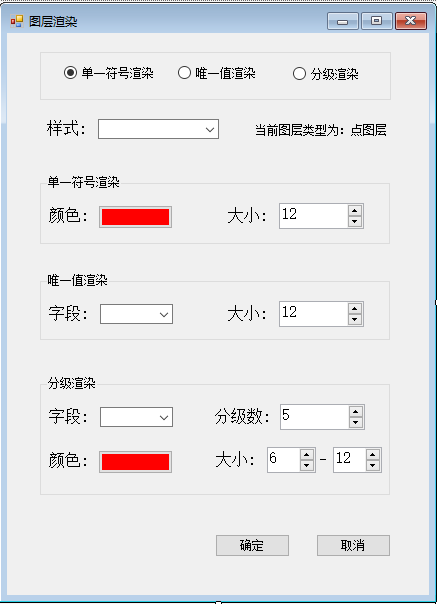 图层渲染
单一符号渲染 唯一值渲染 分级渲染
样式： 当前图层类型为：点图层
单一符号渲染
颜色： 大小： 12
唯一值渲染
字段： 大小： 12
分级渲染
字段： 分级数： 5
颜色： 大小： 6 - 12
确定 取消